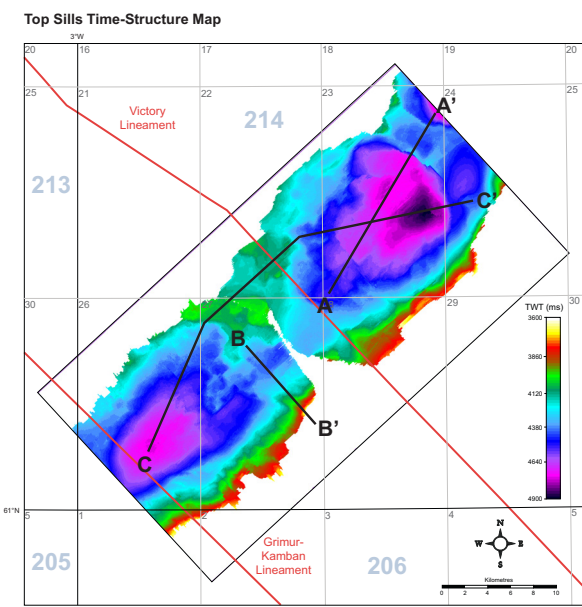 Top Sills Time-Structure Map
3°W
20 16 17 18 19 20
25 21 22 23 24 25
Victory
Lineament
214
213
A'
C'
30 26 A 29 30
TWT (ms)
3600
3860
4120
4380
4640
4900
B
B'
C
61°N
5 1 2 3 4 5
205
Grimur-
Kamban
Lineament
206
N
W E
S
Kilometres
0 2 4 6 8 10